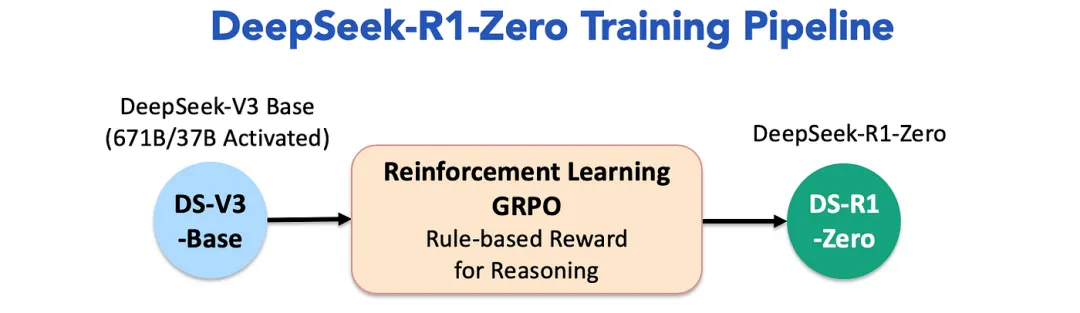 DeepSeek-R1-Zero Training Pipeline
DeepSeek-V3 Base
(671B/37B Activated)
DS-V3
-Base
Reinforcement Learning
GRPO
Rule-based Reward
for Reasoning
DeepSeek-R1-Zero
DS-R1
-Zero